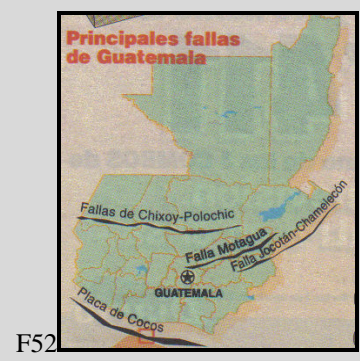 Principales fallas
de Guatemala
Fallas de Chixoy-Polochic
Falla Motagua
Falla Jocotán-Chamelecón
GUATEMALA
Placa de Cocos
F52